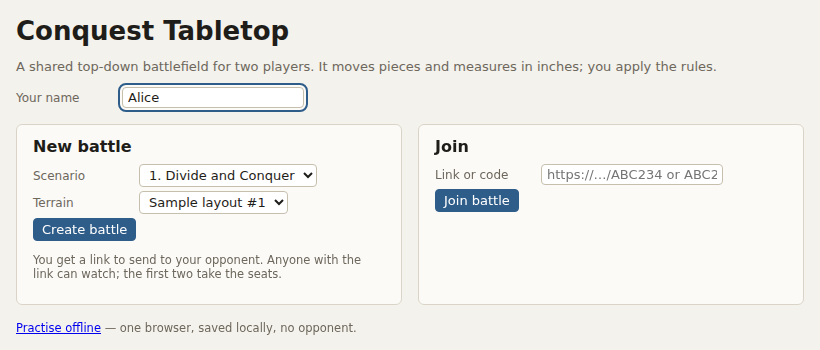 Conquest Tabletop
A shared top-down battlefield for two players. It moves pieces and measures in inches; you apply the rules.
Your name Alice
New battle
Scenario 1. Divide and Conquer
Terrain Sample layout #1
Create battle
You get a link to send to your opponent. Anyone with the
link can watch; the first two take the seats.
Join
Link or code https://.../ABC234 or ABC2
Join battle
Practise offline — one browser, saved locally, no opponent.